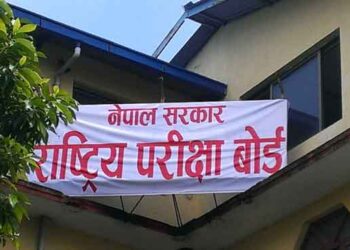 नेपाल सरकार
राष्ट्रिय परीक्षा बोर्ड